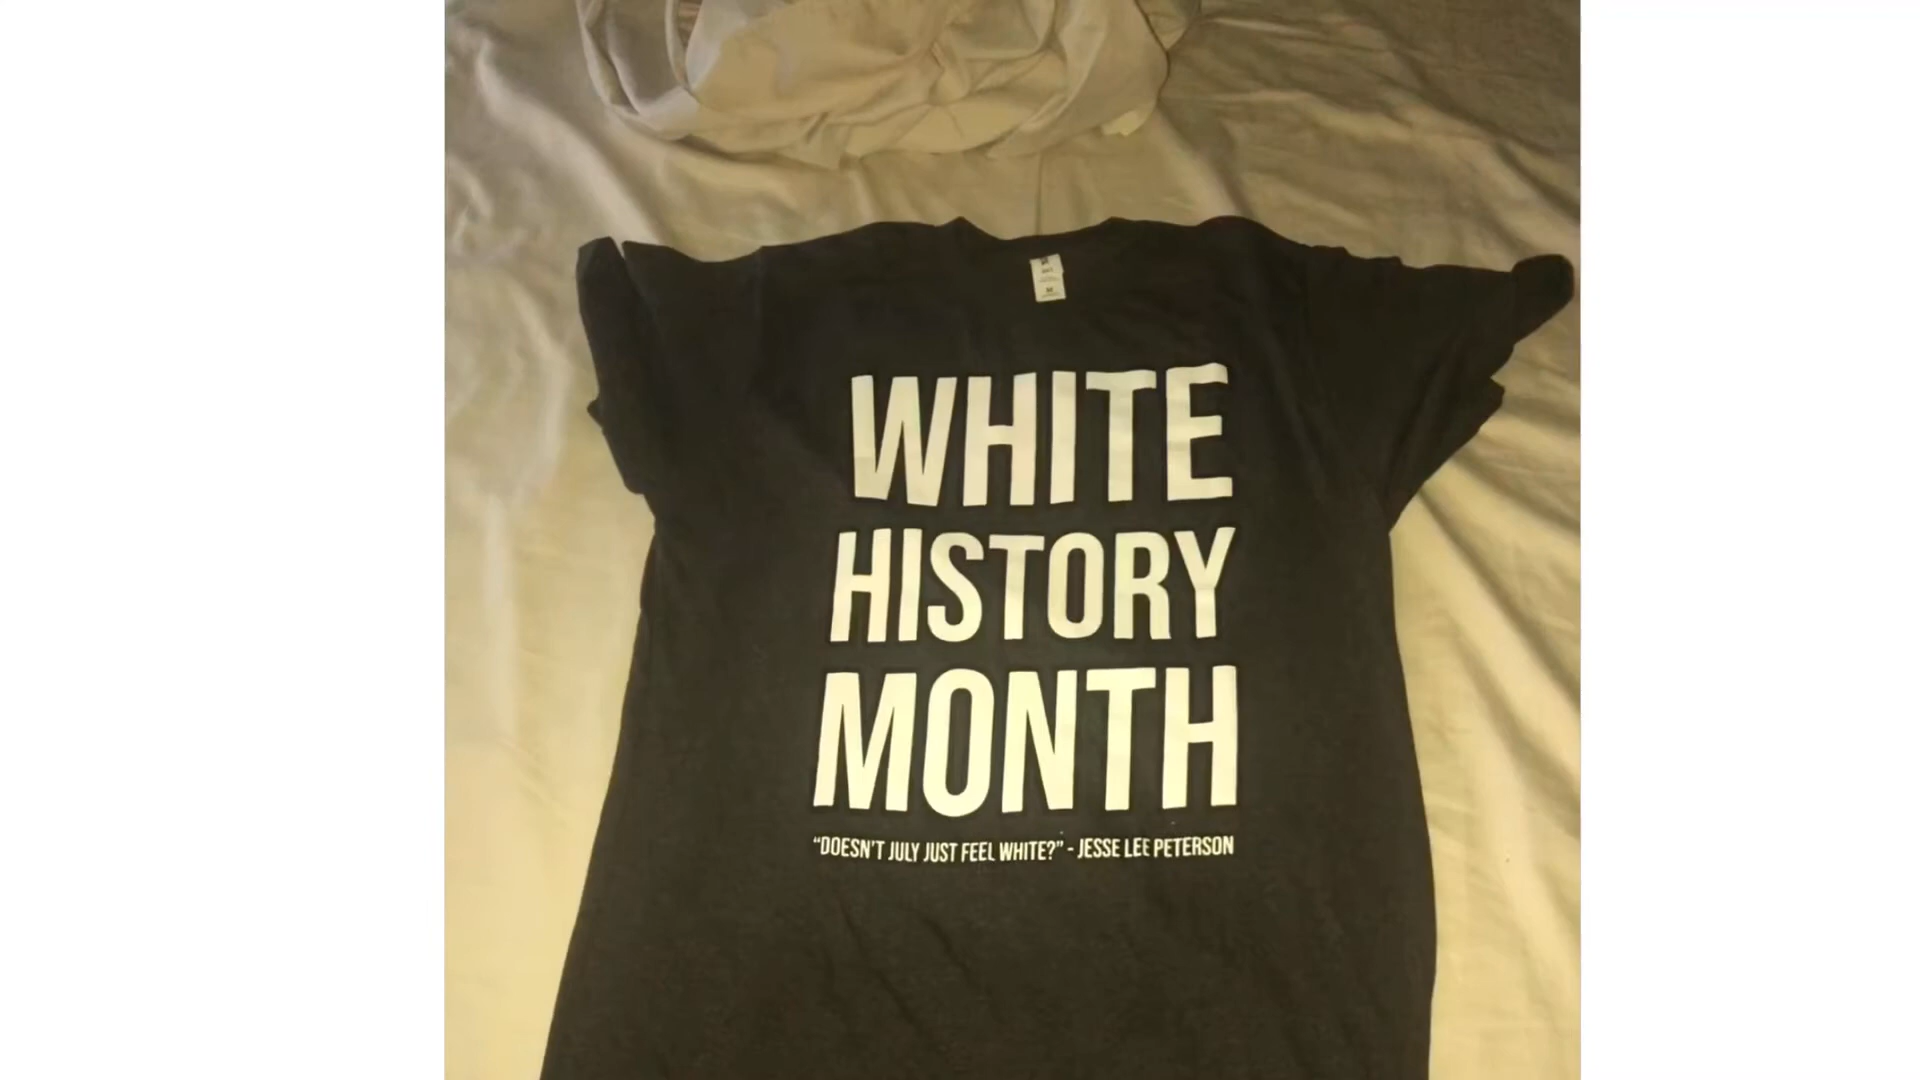 WHITE
HISTORY
MONTH
“DOESN'T JULY JUST FEEL WHITE?” - JESSE LEE PETERSON